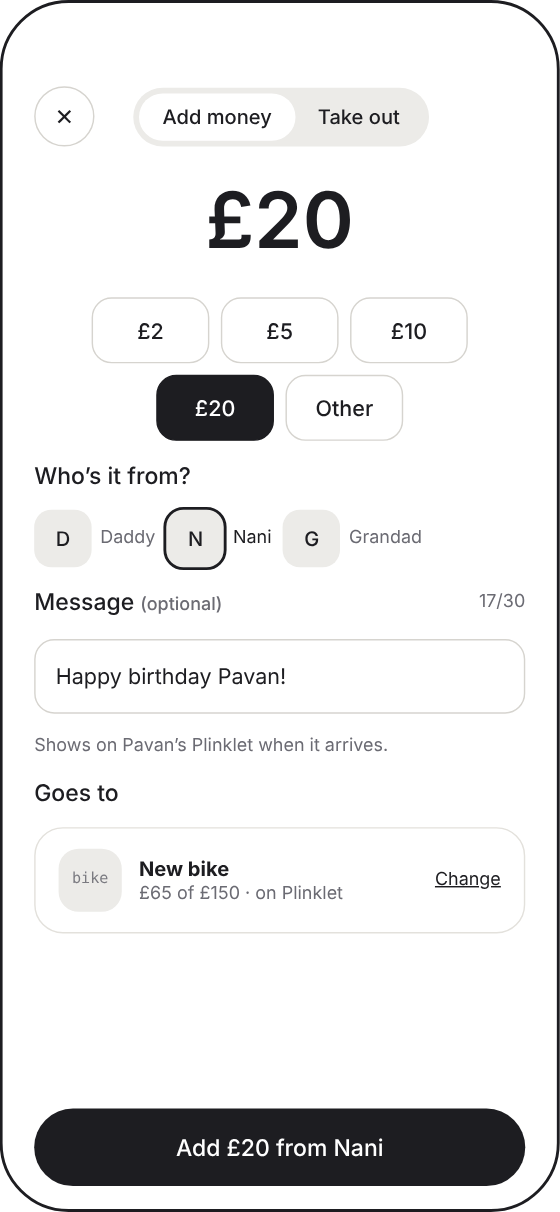 ✕
Add money Take out
£20
£2 £5 £10
£20 Other
Who’s it from?
D Daddy N Nani G Grandad
Message (optional) 17/30
Happy birthday Pavan!
Shows on Pavan’s Plinklet when it arrives.
Goes to
bike
New bike
£65 of £150 · on Plinklet
Change
Add £20 from Nani